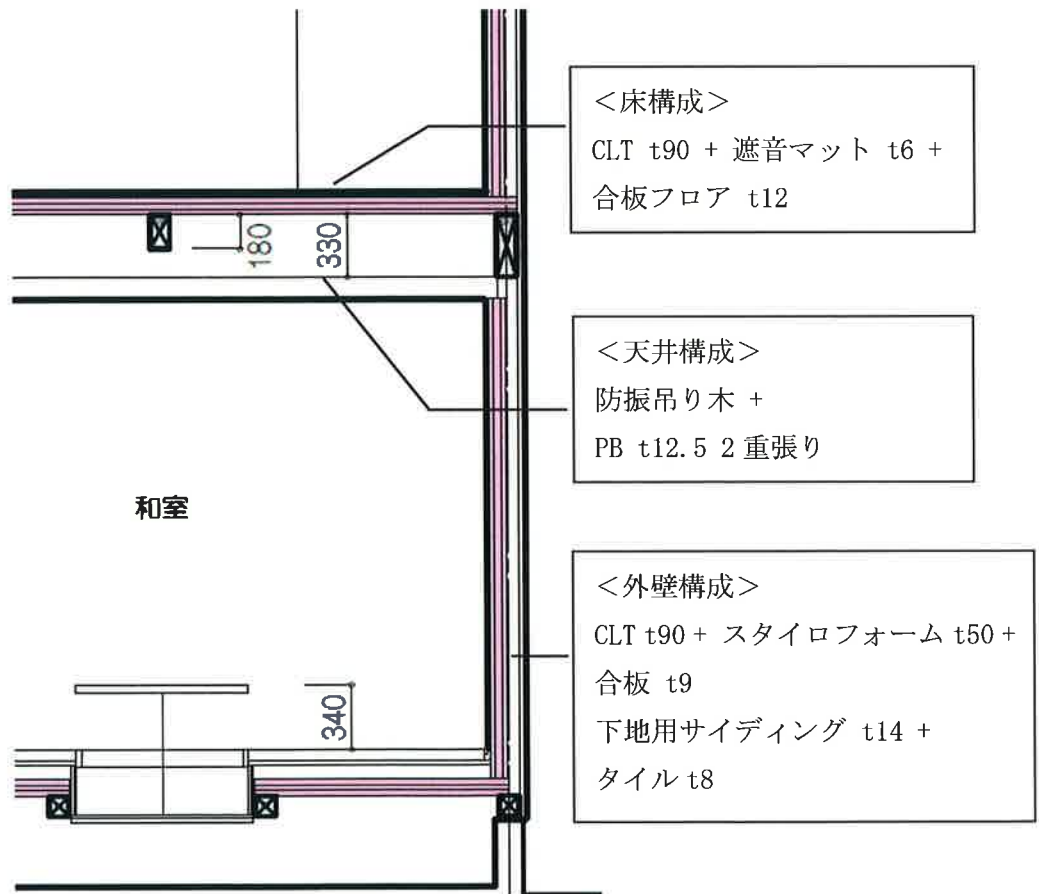 ＜床構成＞
CLT t90 + 遮音マット t6 +
合板フロア t12
180
330
＜天井構成＞
防振吊り木 +
PB t12.5 2重張り
和室
＜外壁構成＞
CLT t90 + スタイロフォーム t50 +
合板 t9
下地用サイディング t14 +
タイル t8
340